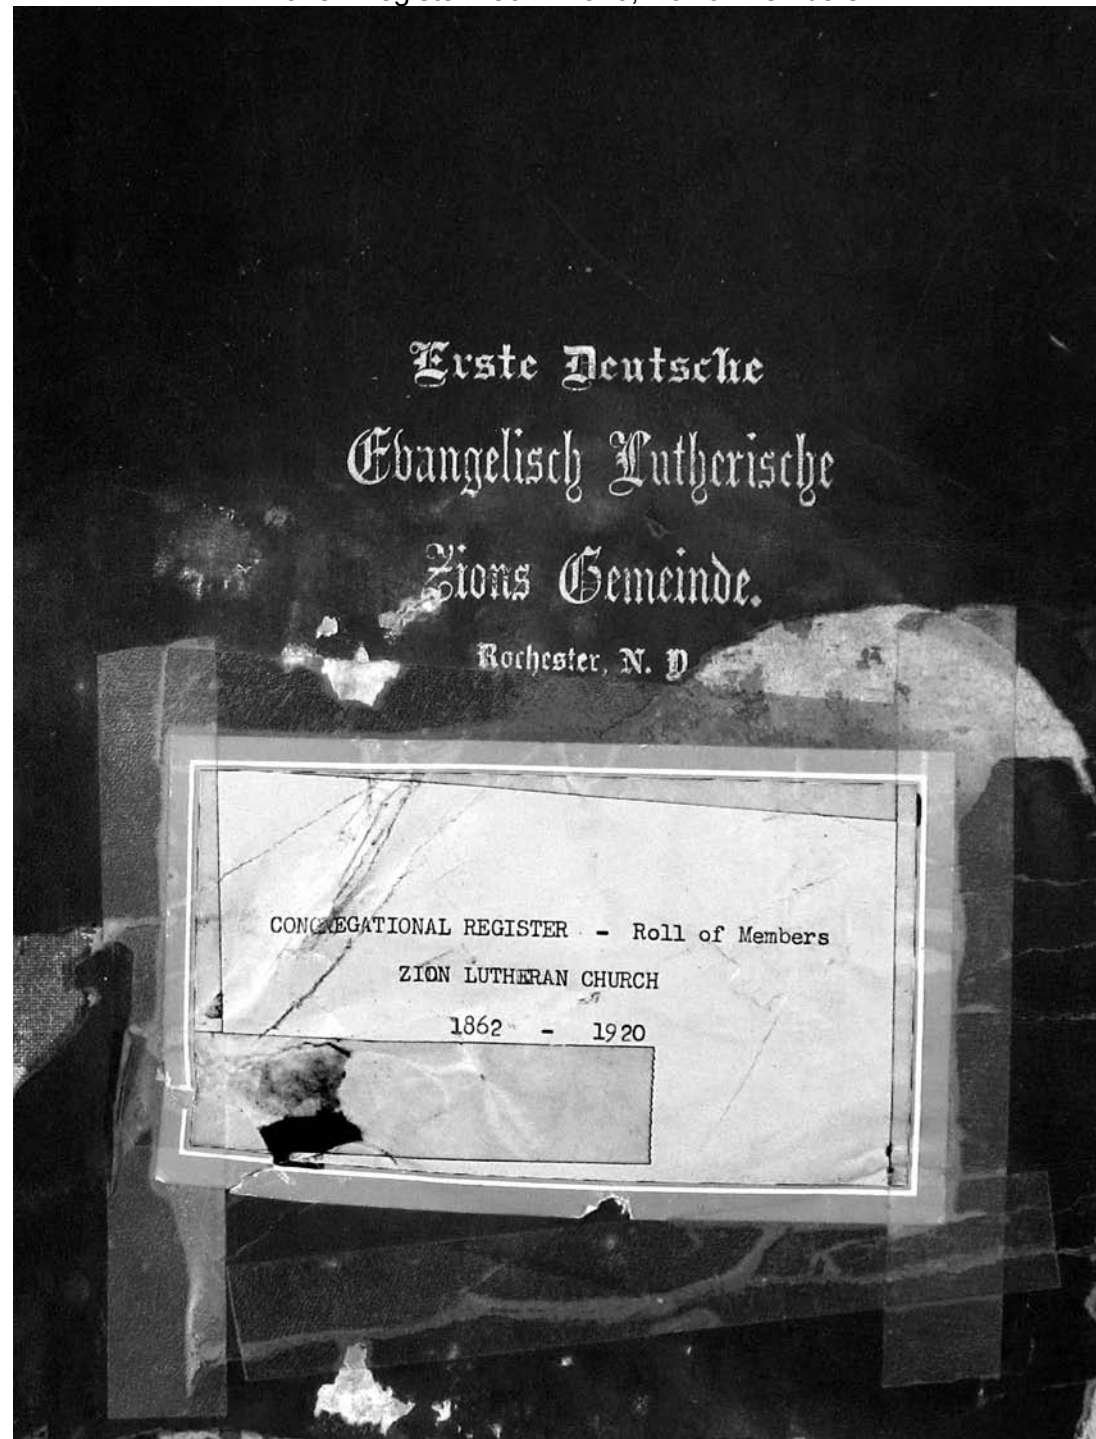 Erste Deutsche
Evangelisch Lutherische
Zions Gemeinde.
Rochester, N. Y
CONGREGATIONAL REGISTER - Roll of Members
ZION LUTHERAN CHURCH
1862 - 1920